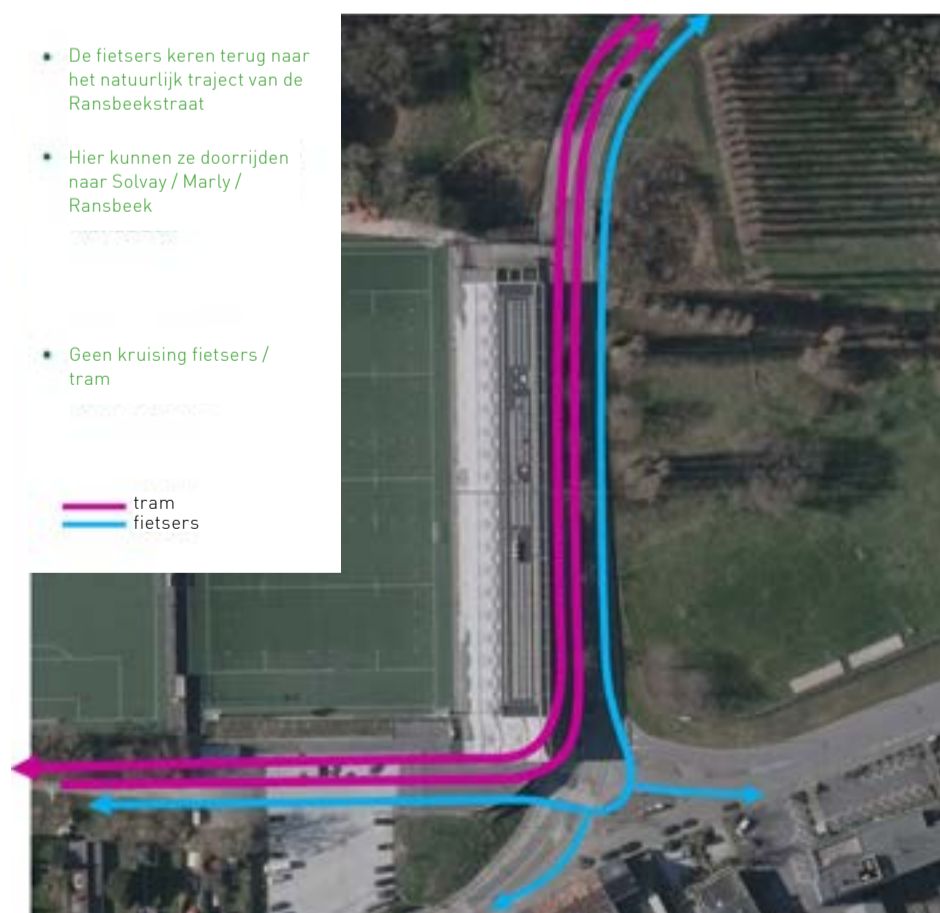 De fietsers keren terug naar
het natuurlijk traject van de
Ransbeekstraat
Hier kunnen ze doorrijden
naar Solvay / Marly /
Ransbeek
Geen kruising fietsers /
tram
tram
fietsers